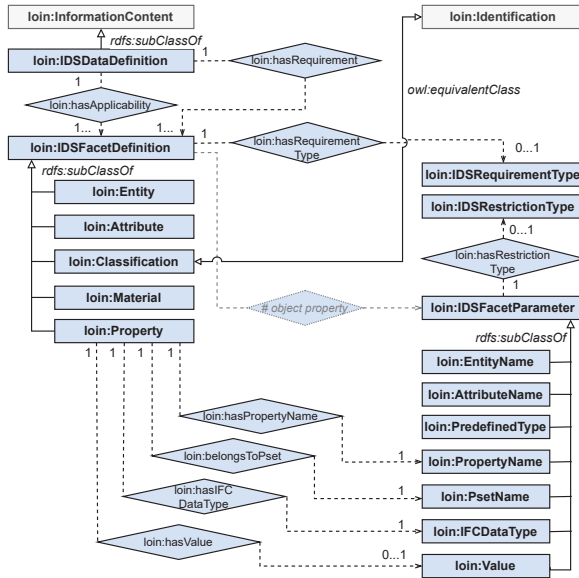 loin:InformationContent
loin:Identification
rdfs:subClassOf
loin:IDSDataDefinition
1
loin:hasRequirement
1
owl:equivalentClass
loin:hasApplicability
1...
1...
loin:IDSFacetDefinition
1
loin:hasRequirement
Type
rdfs:subClassOf
0...1
loin:IDSRequirementType
loin:Entity
loin:IDSRestrictionType
loin:Attribute
0...1
loin:Classification
loin:hasRestriction
Type
1
loin:Material
# object property
loin:IDSFacetParameter
loin:Property
rdfs:subClassOf
1
1
1
1
loin:EntityName
loin:AttributeName
loin:hasPropertyName
loin:PredefinedType
1
loin:PropertyName
loin:belongsToPset
1
loin:PsetName
loin:hasIFC
DataType
1
loin:IFCDataType
loin:hasValue
0...1
loin:Value